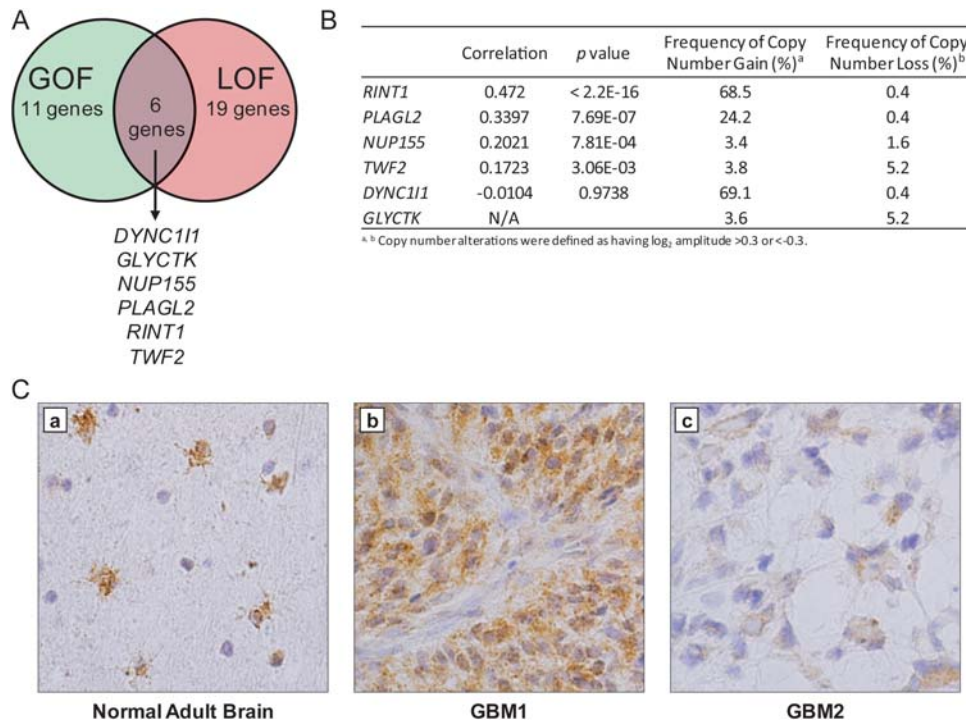 A
GOF
11 genes
6
genes
LOF
19 genes
DYNC1I1
GLYCTK
NUP155
PLAGL2
RINT1
TWF2
B
Correlation p value Frequency of Copy Number Gain (%)a Frequency of Copy Number Loss (%)b
RINT1 0.472 < 2.2E-16 68.5 0.4
PLAGL2 0.3397 7.69E-07 24.2 0.4
NUP155 0.2021 7.81E-04 3.4 1.6
TWF2 0.1723 3.06E-03 3.8 5.2
DYNC1I1 -0.0104 0.9738 69.1 0.4
GLYCTK N/A 3.6 5.2
a, b Copy number alterations were defined as having log2 amplitude >0.3 or <-0.3.
C
a
b
c
Normal Adult Brain
GBM1
GBM2